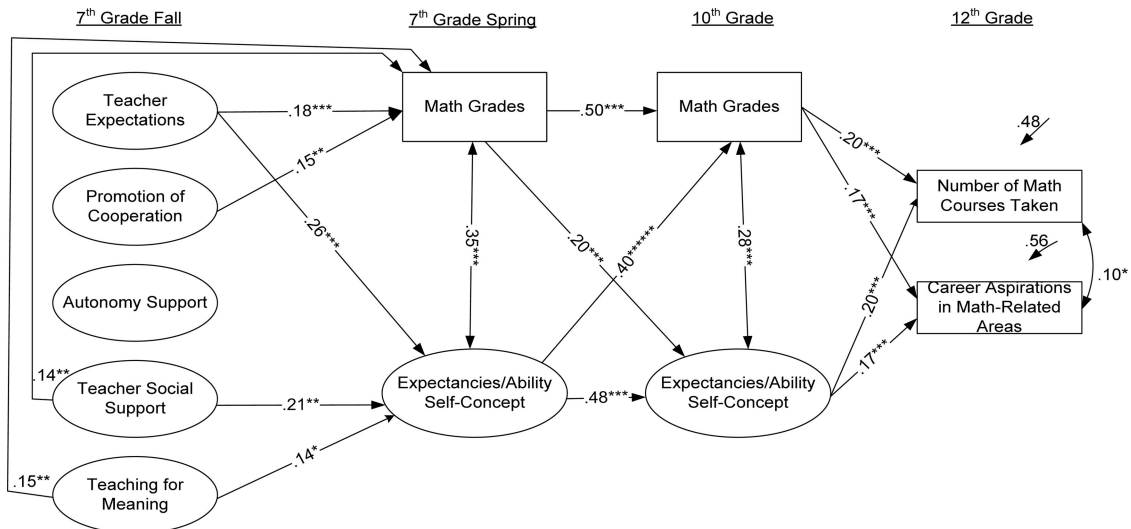 7th Grade Fall
7th Grade Spring
10th Grade
12th Grade
Teacher
Expectations
.18***
Math Grades
.50***
Math Grades
.48
.20***
.15**
Promotion of
Cooperation
.26***
.35***
.20***
.40******
.28***
.17***
Number of Math
Courses Taken
.56
.10*
Autonomy Support
.20***
Career Aspirations
in Math-Related
Areas
.14**
Teacher Social
Support
.21**
Expectancies/Ability
Self-Concept
.48***
Expectancies/Ability
Self-Concept
.17***
.14*
.15**
Teaching for
Meaning